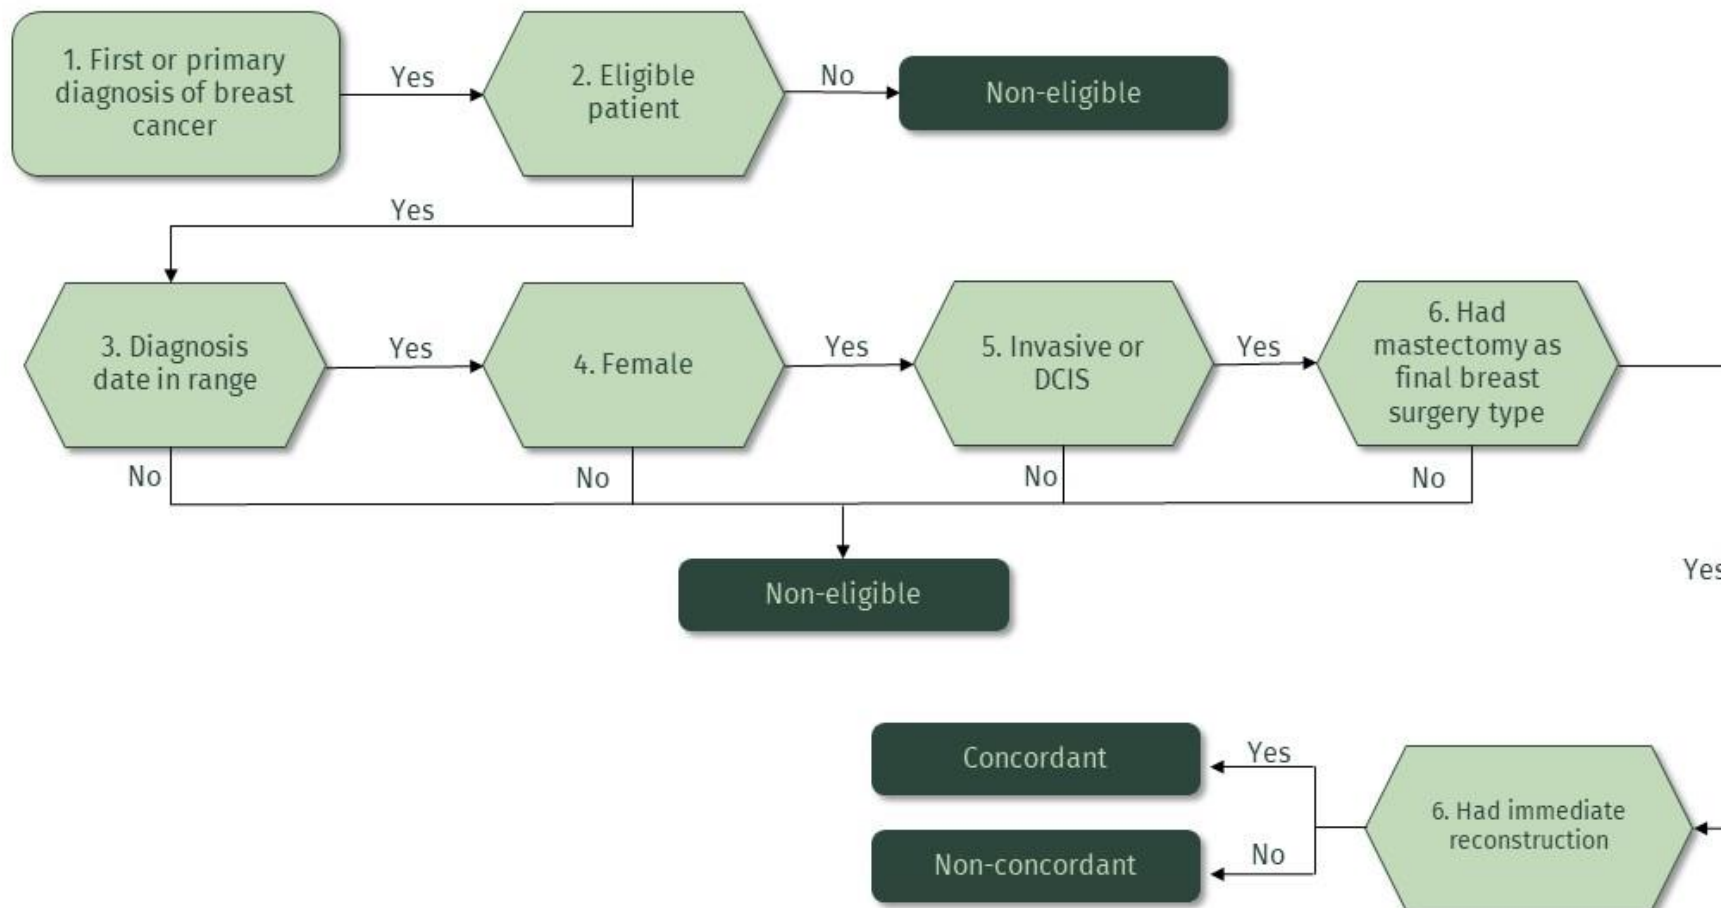 1. First or primary
diagnosis of breast
cancer
Yes
2. Eligible
patient
No
Non-eligible
Yes
3. Diagnosis
date in range
Yes
4. Female
Yes
5. Invasive or
DCIS
Yes
6. Had
mastectomy as
final breast
surgery type
No
No
No
No
Non-eligible
Yes
Concordant
Yes
6. Had immediate
reconstruction
Non-concordant
No